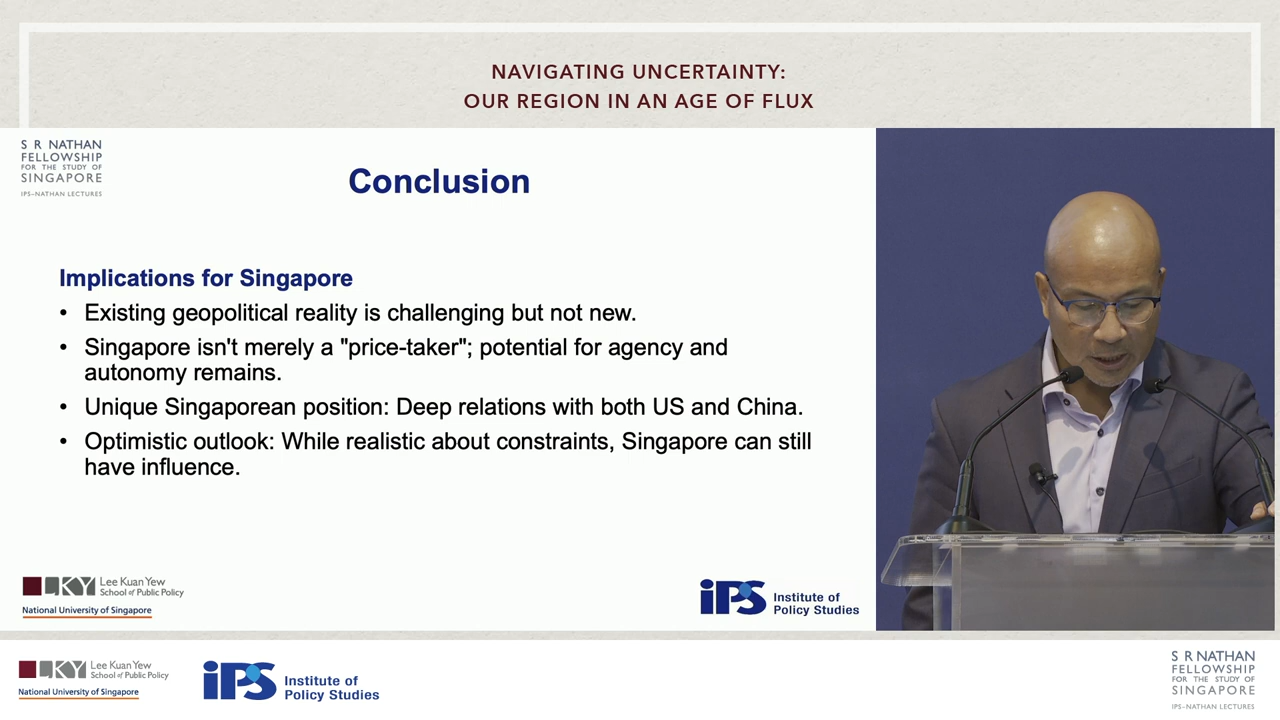 NAVIGATING UNCERTAINTY:
OUR REGION IN AN AGE OF FLUX
S R NATHAN
FELLOWSHIP
FOR THE STUDY OF
SINGAPORE
IPS–NATHAN LECTURES
Conclusion
Implications for Singapore
• Existing geopolitical reality is challenging but not new.
• Singapore isn't merely a "price-taker"; potential for agency and
autonomy remains.
• Unique Singaporean position: Deep relations with both US and China.
• Optimistic outlook: While realistic about constraints, Singapore can still
have influence.
LKY Lee Kuan Yew
School of Public Policy
National University of Singapore
iPS Institute of
Policy Studies
LKY Lee Kuan Yew
School of Public Policy
National University of Singapore
iPS Institute of
Policy Studies
S R NATHAN
FELLOWSHIP
FOR THE STUDY OF
SINGAPORE
IPS–NATHAN LECTURES